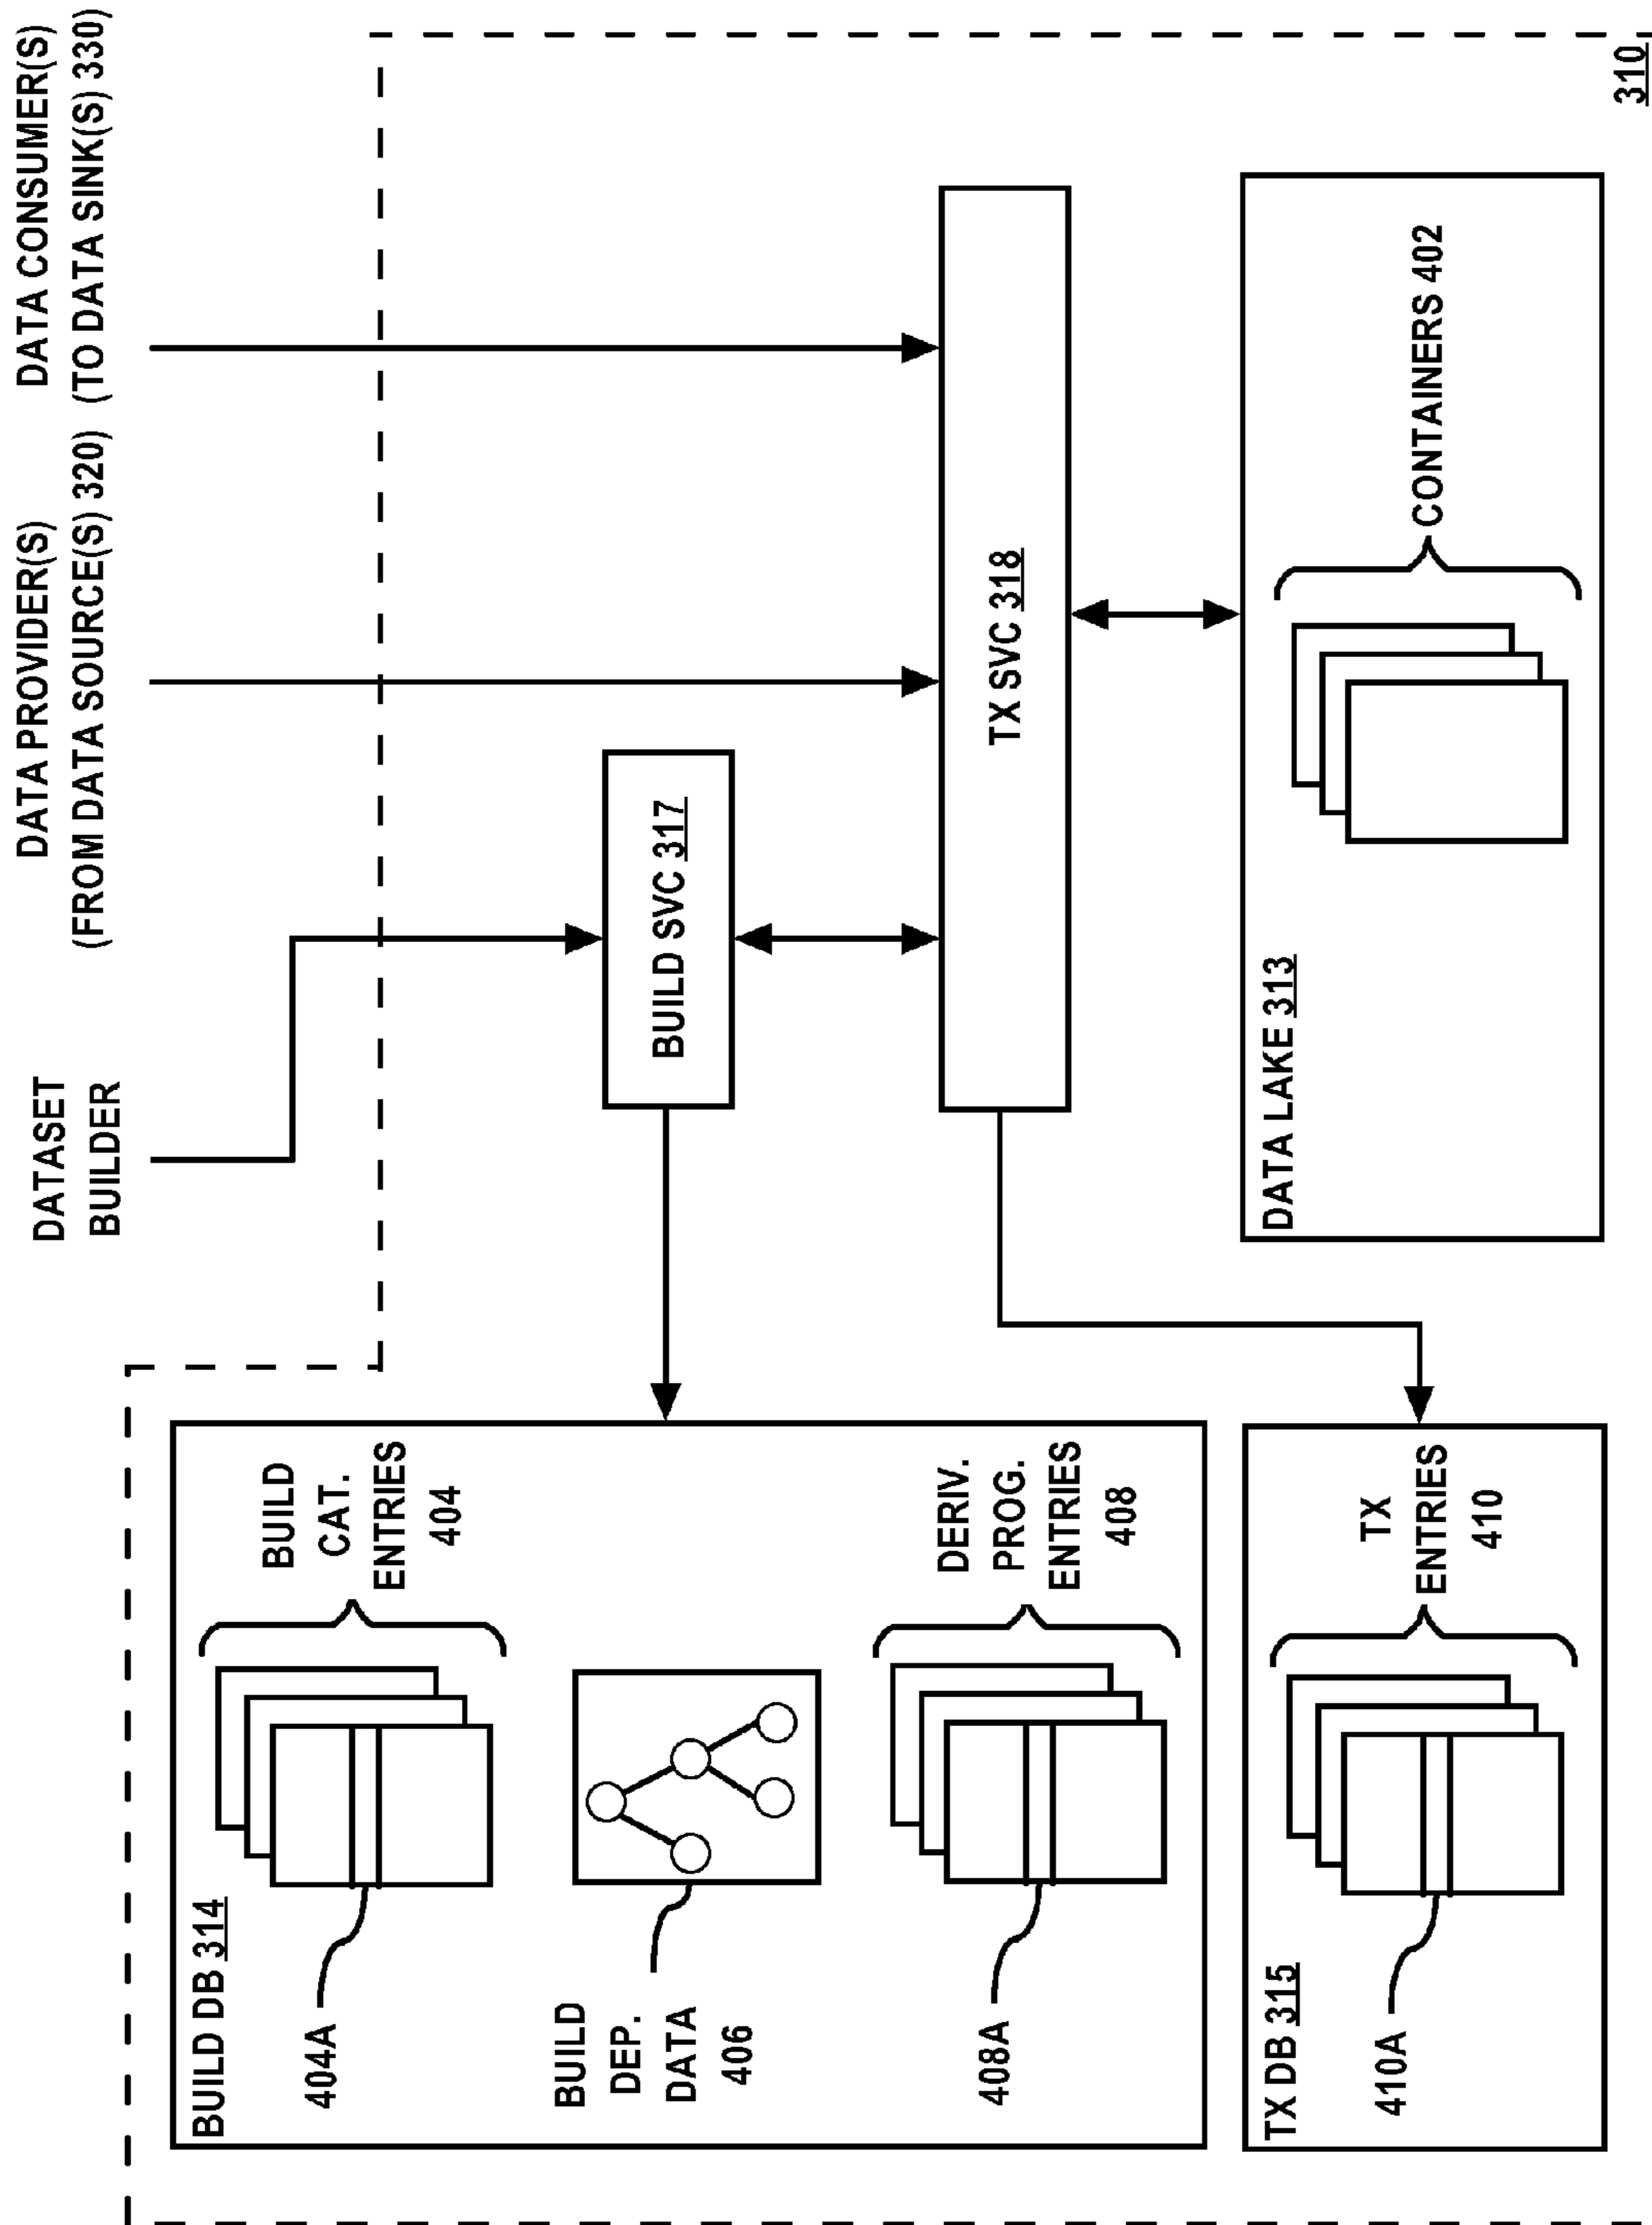 DATASET
BUILDER
DATA PROVIDER(S)
(FROM DATA SOURCE(S) 320)
DATA CONSUMER(S)
(TO DATA SINK(S) 330)
BUILD DB 314
404A
BUILD
CAT.
ENTRIES
404
BUILD
DEP.
DATA
406
408A
DERIV.
PROG.
ENTRIES
408
BUILD SVC 317
TX SVC 318
TX DB 315
410A
TX
ENTRIES
410
DATA LAKE 313
CONTAINERS 402
310